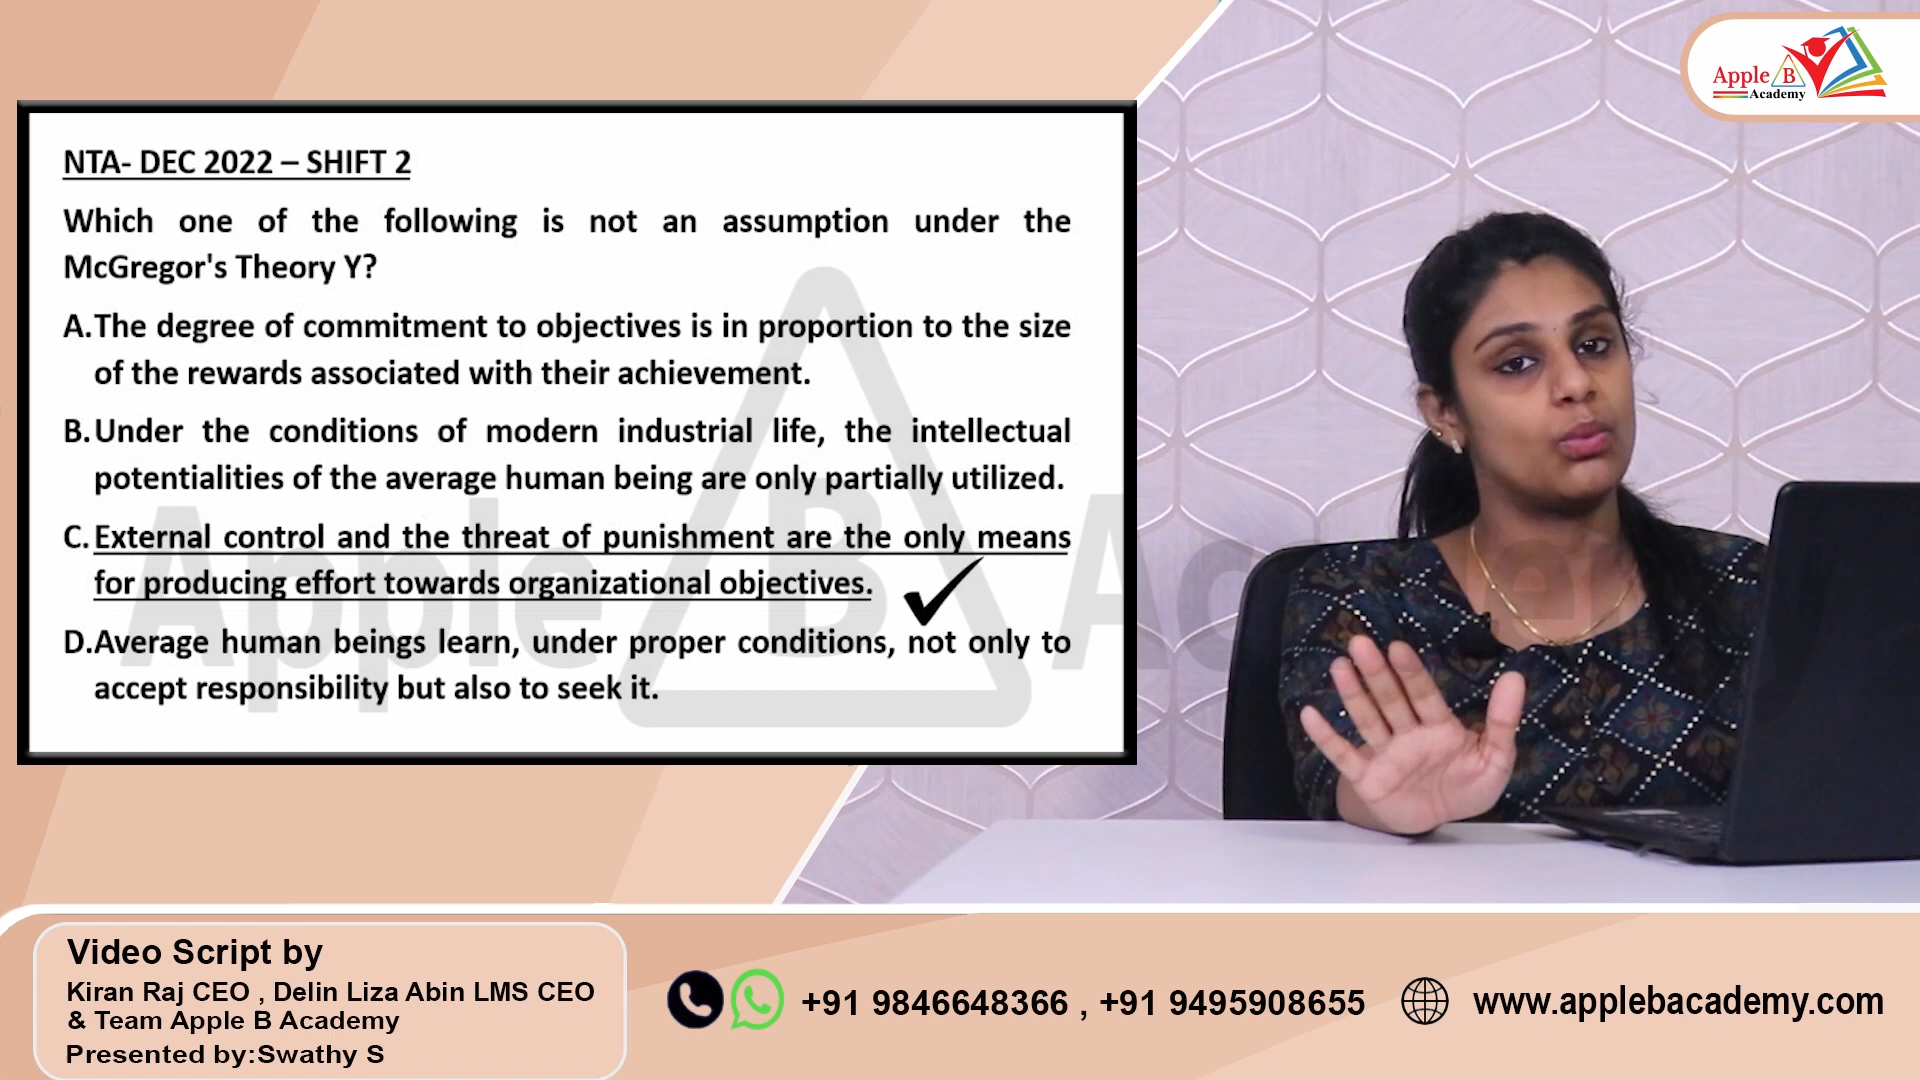 Apple B
Academy
NTA- DEC 2022 – SHIFT 2
Which one of the following is not an assumption under the
McGregor's Theory Y?
A.The degree of commitment to objectives is in proportion to the size
of the rewards associated with their achievement.
B.Under the conditions of modern industrial life, the intellectual
potentialities of the average human being are only partially utilized.
C.External control and the threat of punishment are the only means
for producing effort towards organizational objectives.
D.Average human beings learn, under proper conditions, not only to
accept responsibility but also to seek it.
Apple B Academy
Video Script by
Kiran Raj CEO , Delin Liza Abin LMS CEO
& Team Apple B Academy
Presented by:Swathy S
+91 9846648366 , +91 9495908655
www.applebacademy.com